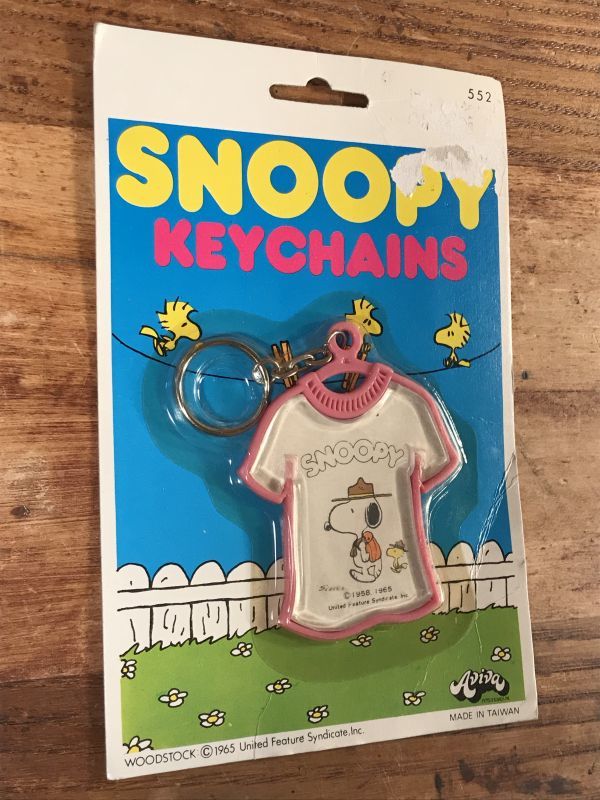 552
SNOOPY
KEYCHAINS
SNOOPY
©1958, 1965
United Feature Syndicate, Inc.
Aviva
MADE IN TAIWAN
WOODSTOCK: ©1965 United Feature Syndicate, Inc.